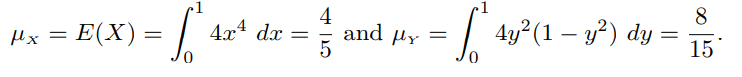 μ_X = E(X) = ∫_0^1 4x^4 dx = 4/5 and μ_Y = ∫_0^1 4y^2(1 − y^2) dy = 8/15.